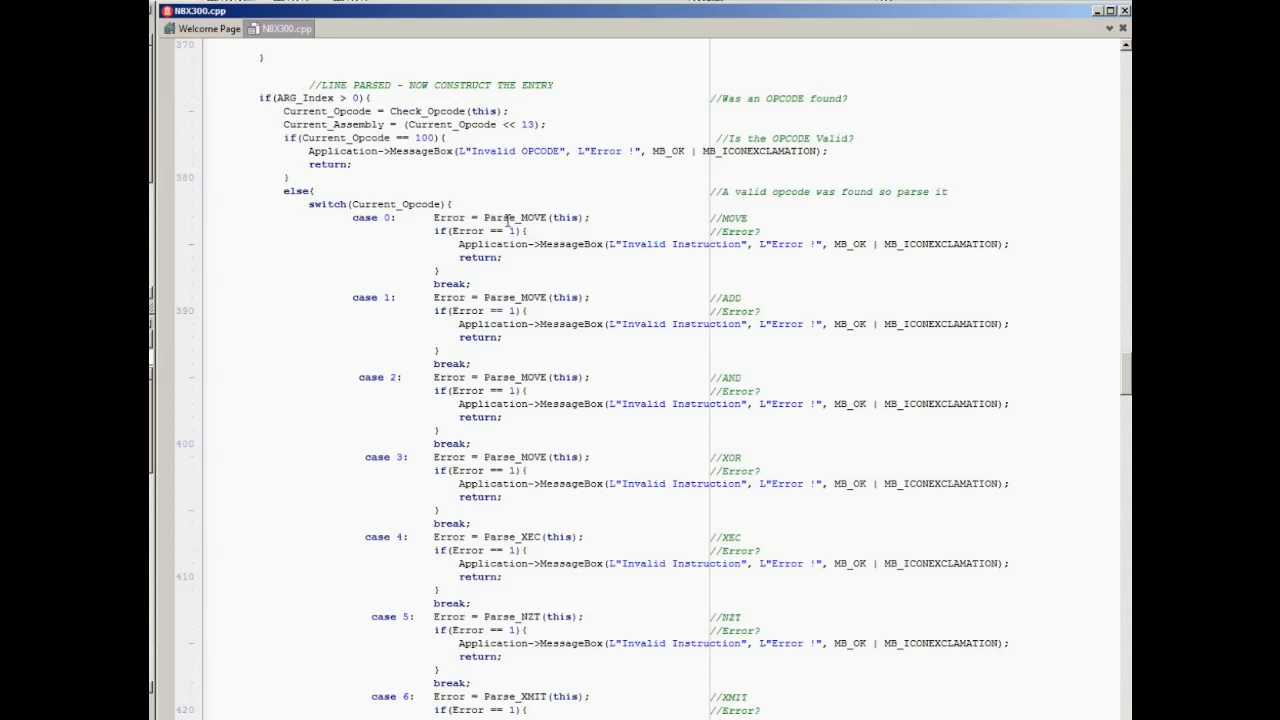 N8X300.cpp
Welcome Page N8X300.cpp
370
}
//LINE PARSED - NOW CONSTRUCT THE ENTRY
if(ARG_Index > 0){ //Was an OPCODE found?
Current_Opcode = Check_Opcode(this);
Current_Assembly = (Current_Opcode << 13);
if(Current_Opcode == 100){ //Is the OPCODE Valid?
Application->MessageBox(L"Invalid OPCODE", L"Error !", MB_OK | MB_ICONEXCLAMATION);
return;
380 }
else{ //A valid opcode was found so parse it
switch(Current_Opcode){
case 0: Error = Parse_MOVE(this); //MOVE
if(Error == 1){ //Error?
Application->MessageBox(L"Invalid Instruction", L"Error !", MB_OK | MB_ICONEXCLAMATION);
return;
}
break;
case 1: Error = Parse_MOVE(this); //ADD
390 if(Error == 1){ //Error?
Application->MessageBox(L"Invalid Instruction", L"Error !", MB_OK | MB_ICONEXCLAMATION);
return;
}
break;
case 2: Error = Parse_MOVE(this); //AND
if(Error == 1){ //Error?
Application->MessageBox(L"Invalid Instruction", L"Error !", MB_OK | MB_ICONEXCLAMATION);
return;
}
400 break;
case 3: Error = Parse_MOVE(this); //XOR
if(Error == 1){ //Error?
Application->MessageBox(L"Invalid Instruction", L"Error !", MB_OK | MB_ICONEXCLAMATION);
return;
}
break;
case 4: Error = Parse_XEC(this); //XEC
if(Error == 1){ //Error?
Application->MessageBox(L"Invalid Instruction", L"Error !", MB_OK | MB_ICONEXCLAMATION);
410 return;
}
break;
case 5: Error = Parse_NZT(this); //NZT
if(Error == 1){ //Error?
Application->MessageBox(L"Invalid Instruction", L"Error !", MB_OK | MB_ICONEXCLAMATION);
return;
}
break;
case 6: Error = Parse_XMIT(this); //XMIT
420 if(Error == 1){ //Error?